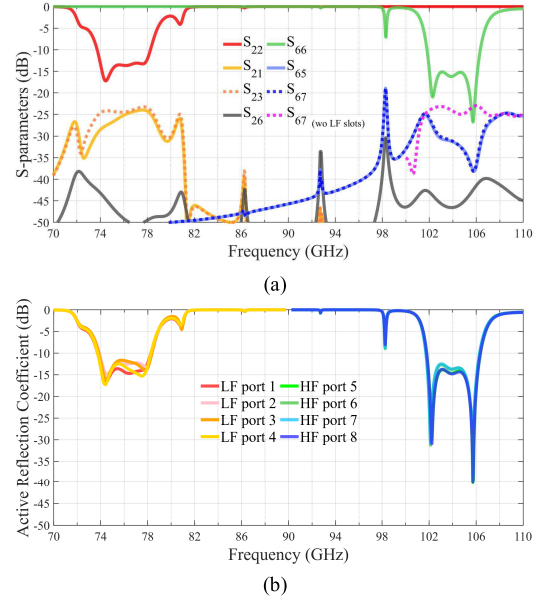 0
-5
-10
-15
-20
-25
-30
-35
-40
-45
-50
S-parameters (dB)
S22 S66
S21 S65
S23 S67
S26 S67 (wo LF slots)
70 74 78 82 86 90 94 98 102 106 110
Frequency (GHz)
(a)
0
-5
-10
-15
-20
-25
-30
-35
-40
-45
-50
Active Reflection Coefficient (dB)
LF port 1 HF port 5
LF port 2 HF port 6
LF port 3 HF port 7
LF port 4 HF port 8
70 74 78 82 86 90 94 98 102 106 110
Frequency (GHz)
(b)